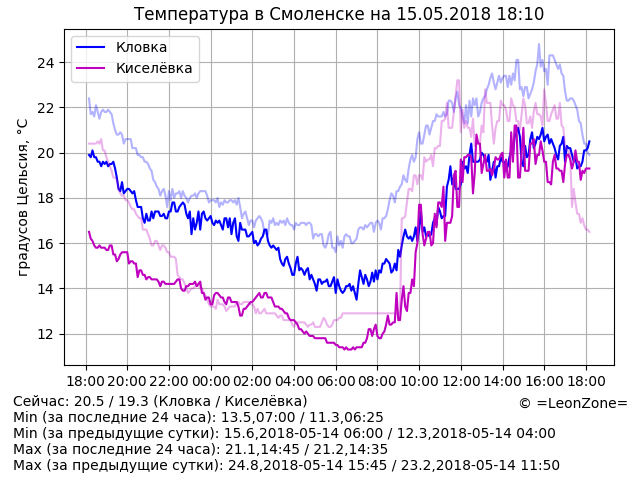 Температура в Смоленске на 15.05.2018 18:10
Кловка
Киселёвка
градусов Цельсия, °C
24
22
20
18
16
14
12
18:00 20:00 22:00 00:00 02:00 04:00 06:00 08:00 10:00 12:00 14:00 16:00 18:00
Сейчас: 20.5 / 19.3 (Кловка / Киселёвка)
© =LeonZone=
Min (за последние 24 часа): 13.5,07:00 / 11.3,06:25
Min (за предыдущие сутки): 15.6,2018-05-14 06:00 / 12.3,2018-05-14 04:00
Max (за последние 24 часа): 21.1,14:45 / 21.2,14:35
Max (за предыдущие сутки): 24.8,2018-05-14 15:45 / 23.2,2018-05-14 11:50